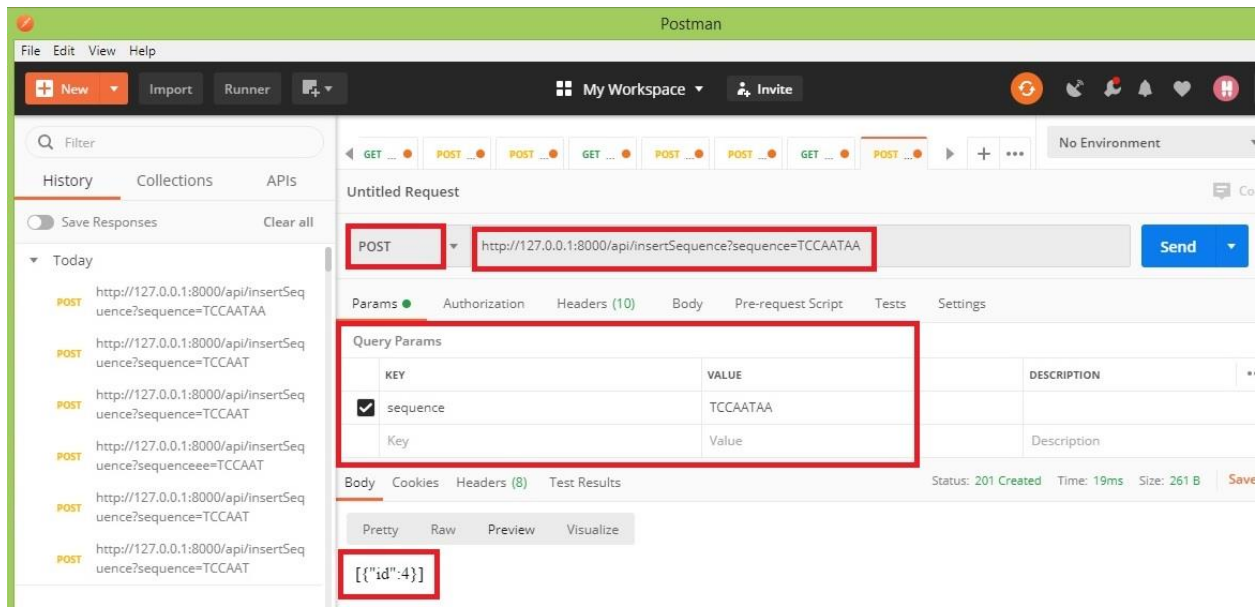 Postman
File Edit View Help
New Import Runner My Workspace Invite
Filter
History Collections APIs
Save Responses Clear all
Today
POST http://127.0.0.1:8000/api/insertSeq
uence?sequence=TCCAATAA
POST http://127.0.0.1:8000/api/insertSeq
uence?sequence=TCCAAT
POST http://127.0.0.1:8000/api/insertSeq
uence?sequence=TCCAAT
POST http://127.0.0.1:8000/api/insertSeq
uence?sequenceee=TCCAAT
POST http://127.0.0.1:8000/api/insertSeq
uence?sequence=TCCAAT
POST http://127.0.0.1:8000/api/insertSeq
uence?sequence=TCCAAT
GET ... POST ... POST ... GET ... POST ... POST ... GET ... POST ... No Environment
Untitled Request Co
POST http://127.0.0.1:8000/api/insertSequence?sequence=TCCAATAA Send
Params Authorization Headers (10) Body Pre-request Script Tests Settings
Query Params
KEY VALUE DESCRIPTION
sequence TCCAATAA
Key Value Description
Body Cookies Headers (8) Test Results Status: 201 Created Time: 19ms Size: 261 B Save
Pretty Raw Preview Visualize
[{"id":4}]